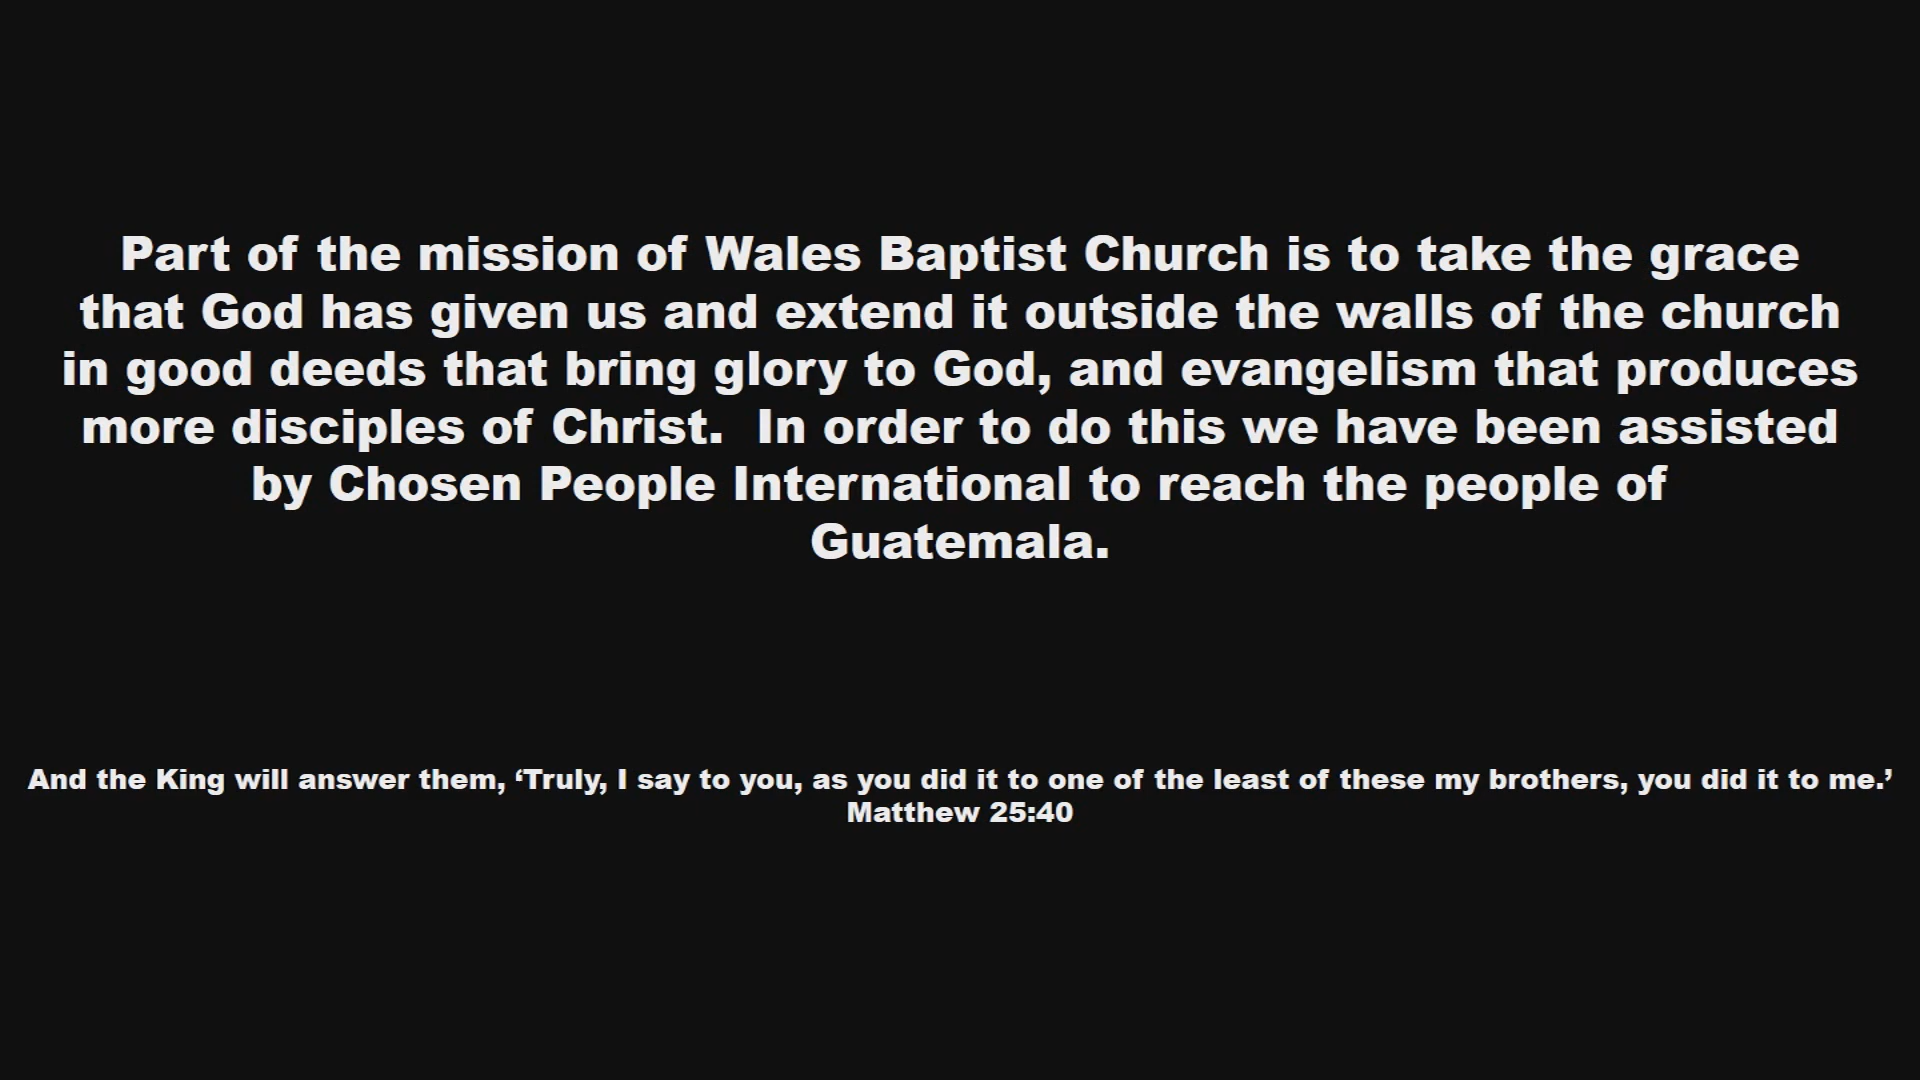 Part of the mission of Wales Baptist Church is to take the grace
that God has given us and extend it outside the walls of the church
in good deeds that bring glory to God, and evangelism that produces
more disciples of Christ.  In order to do this we have been assisted
by Chosen People International to reach the people of
Guatemala.
And the King will answer them, ‘Truly, I say to you, as you did it to one of the least of these my brothers, you did it to me.’
Matthew 25:40